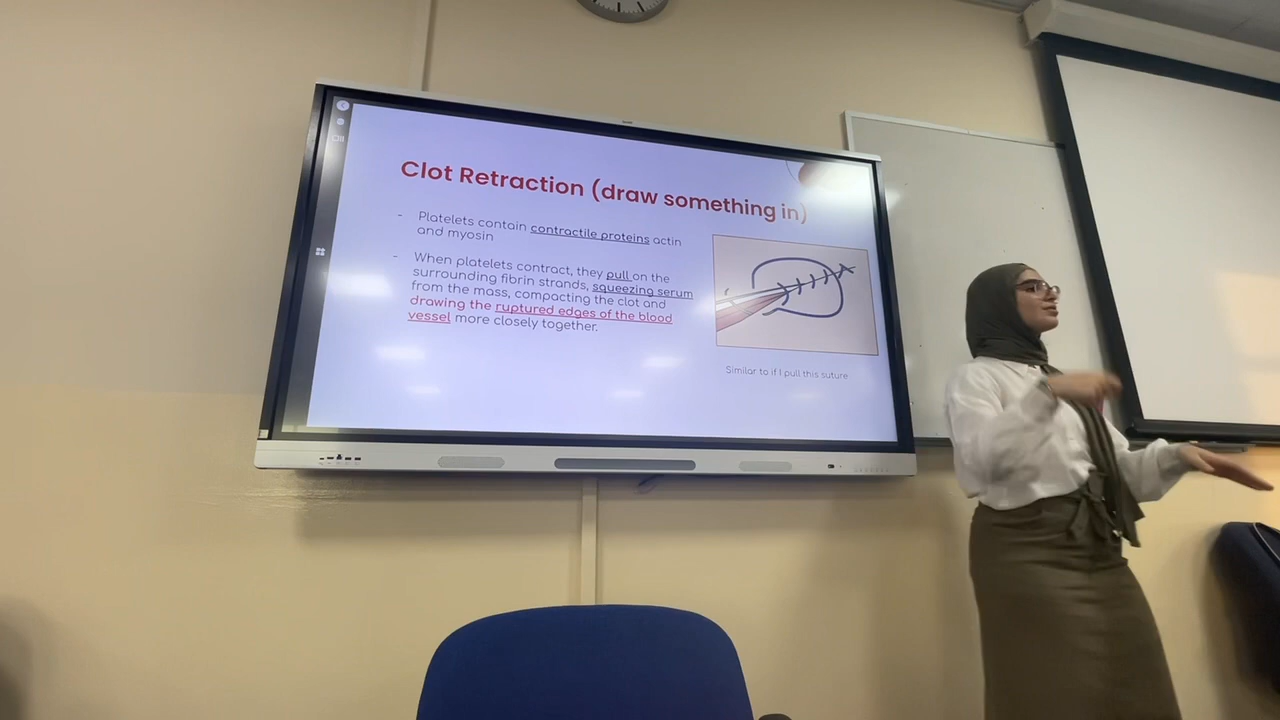 Clot Retraction (draw something in)
- Platelets contain contractile proteins actin
and myosin
- When platelets contract, they pull on the
surrounding fibrin strands, squeezing serum
from the mass, compacting the clot and
drawing the ruptured edges of the blood
vessel more closely together.
Similar to if I pull this suture